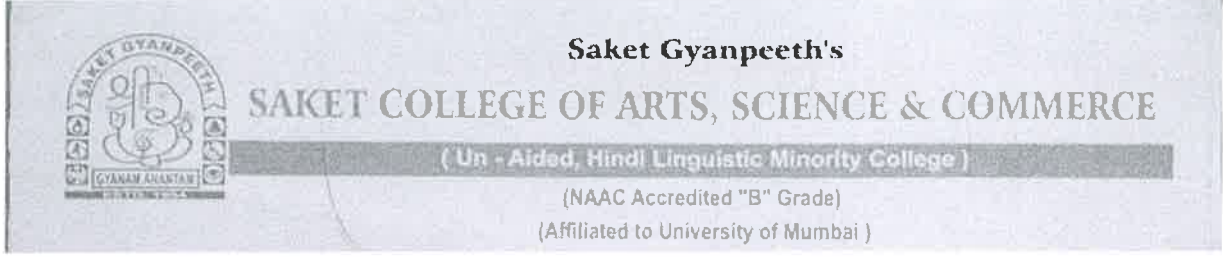 Saket Gyanpeeth's
SAKET COLLEGE OF ARTS, SCIENCE & COMMERCE
( Un - Aided, Hindi Linguistic Minority College )
(NAAC Accredited "B" Grade)
(Affiliated to University of Mumbai )
SAKET GYANPEETH
GYANAM ANANTAM